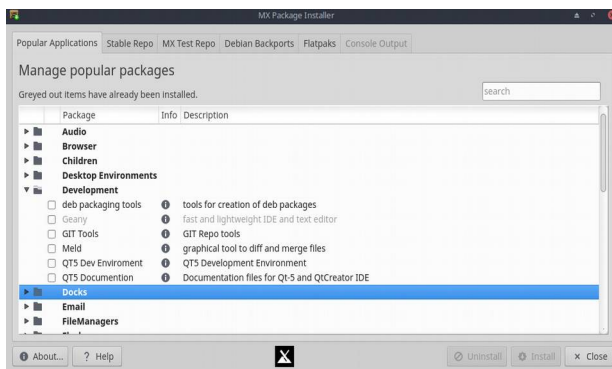 MX Package Installer
Popular Applications Stable Repo MX Test Repo Debian Backports Flatpaks Console Output
Manage popular packages
Greyed out items have already been installed.
search
Package Info Description
Audio
Browser
Children
Desktop Environments
Development
deb packaging tools tools for creation of deb packages
Geany fast and lightweight IDE and text editor
GIT Tools GIT Repo tools
Meld graphical tool to diff and merge files
QT5 Dev Enviroment QT5 Development Environment
QT5 Documention Documentation files for Qt-5 and QtCreator IDE
Docks
Email
FileManagers
About... ? Help Uninstall Install x Close